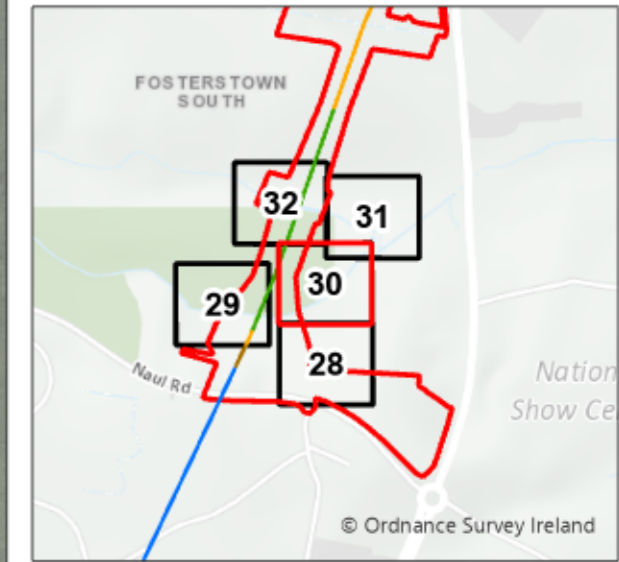 FOSTERSTOWN
SOUTH
32
31
30
29
28
Naul Rd
Nation
Show Ce
© Ordnance Survey Ireland